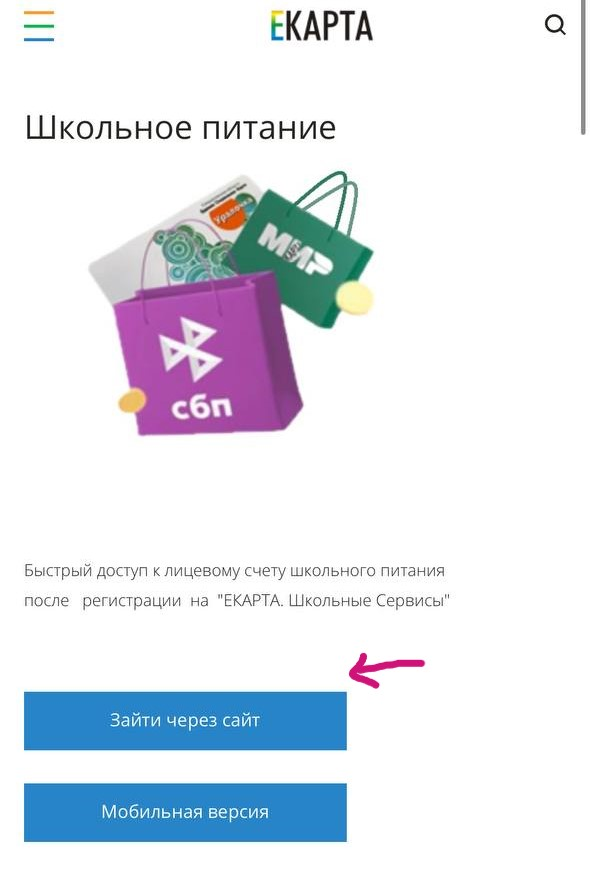 ЕКАРТА
Школьное питание
Уралочка
МИР
сбп
Быстрый доступ к лицевому счету школьного питания
после регистрации на "ЕКАРТА. Школьные Сервисы"
Зайти через сайт
Мобильная версия